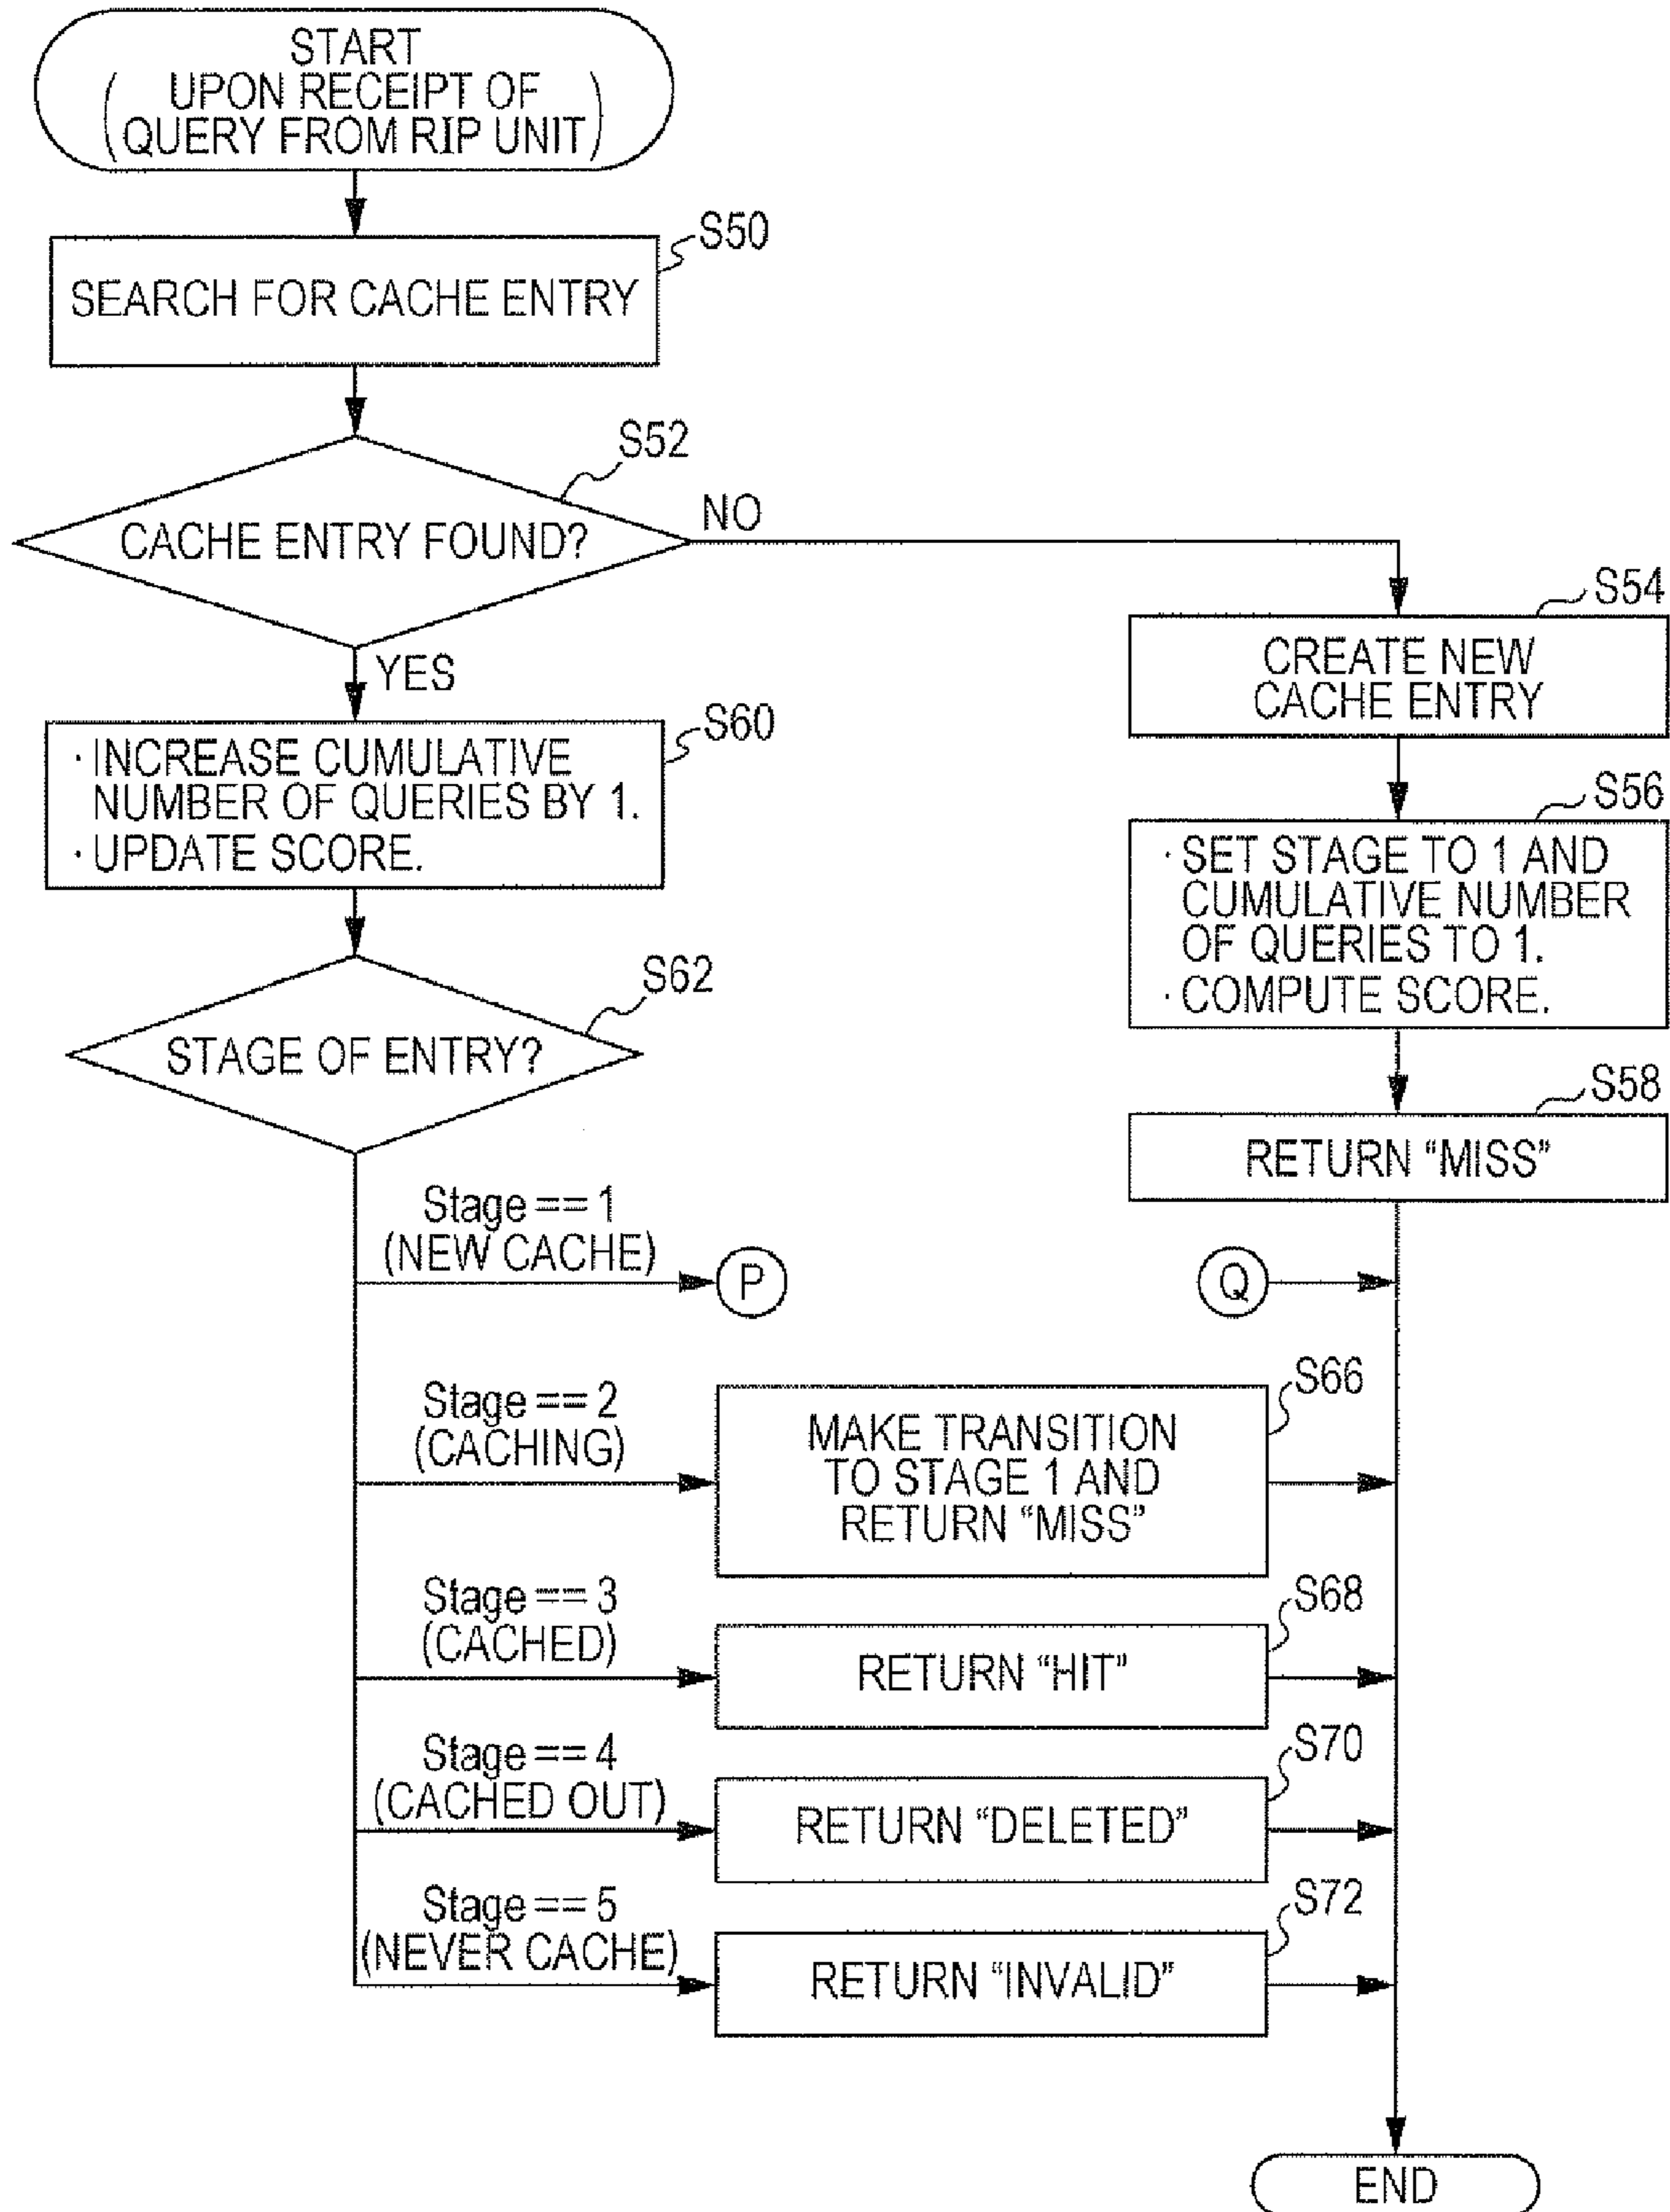 START
(UPON RECEIPT OF
QUERY FROM RIP UNIT)
S50
SEARCH FOR CACHE ENTRY
S52
CACHE ENTRY FOUND?
NO
YES
S54
CREATE NEW
CACHE ENTRY
S60
· INCREASE CUMULATIVE
NUMBER OF QUERIES BY 1.
· UPDATE SCORE.
S56
· SET STAGE TO 1 AND
CUMULATIVE NUMBER
OF QUERIES TO 1.
· COMPUTE SCORE.
S62
STAGE OF ENTRY?
S58
RETURN “MISS”
Stage == 1
(NEW CACHE)
P
Q
Stage == 2
(CACHING)
S66
MAKE TRANSITION
TO STAGE 1 AND
RETURN “MISS”
Stage == 3
(CACHED)
S68
RETURN “HIT”
Stage == 4
(CACHED OUT)
S70
RETURN “DELETED”
Stage == 5
(NEVER CACHE)
S72
RETURN “INVALID”
END